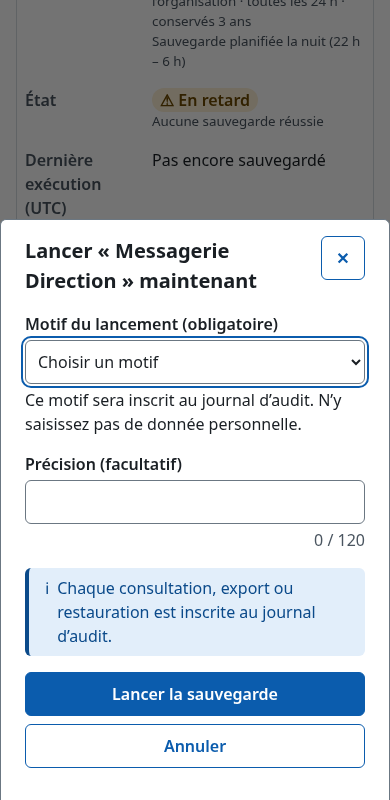 l'organisation · toutes les 24 h ·
conservés 3 ans
Sauvegarde planifiée la nuit (22 h
– 6 h)
État
⚠ En retard
Aucune sauvegarde réussie
Dernière
exécution
(UTC)
Pas encore sauvegardé
Lancer « Messagerie
Direction » maintenant
×
Motif du lancement (obligatoire)
Choisir un motif
Ce motif sera inscrit au journal d’audit. N’y
saisissez pas de donnée personnelle.
Précision (facultatif)
0 / 120
i Chaque consultation, export ou
restauration est inscrite au journal
d’audit.
Lancer la sauvegarde
Annuler